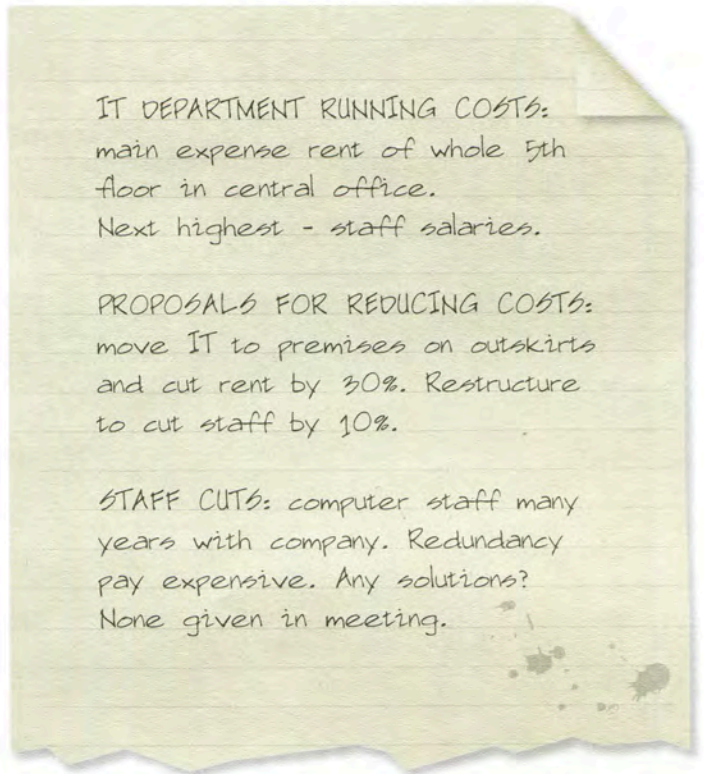 IT DEPARTMENT RUNNING COSTS:
main expense rent of whole 5th
floor in central office.
Next highest - staff salaries.
PROPOSALS FOR REDUCING COSTS:
move IT to premises on outskirts
and cut rent by 30%. Restructure
to cut staff by 10%.
STAFF CUTS: computer staff many
years with company. Redundancy
pay expensive. Any solutions?
None given in meeting.